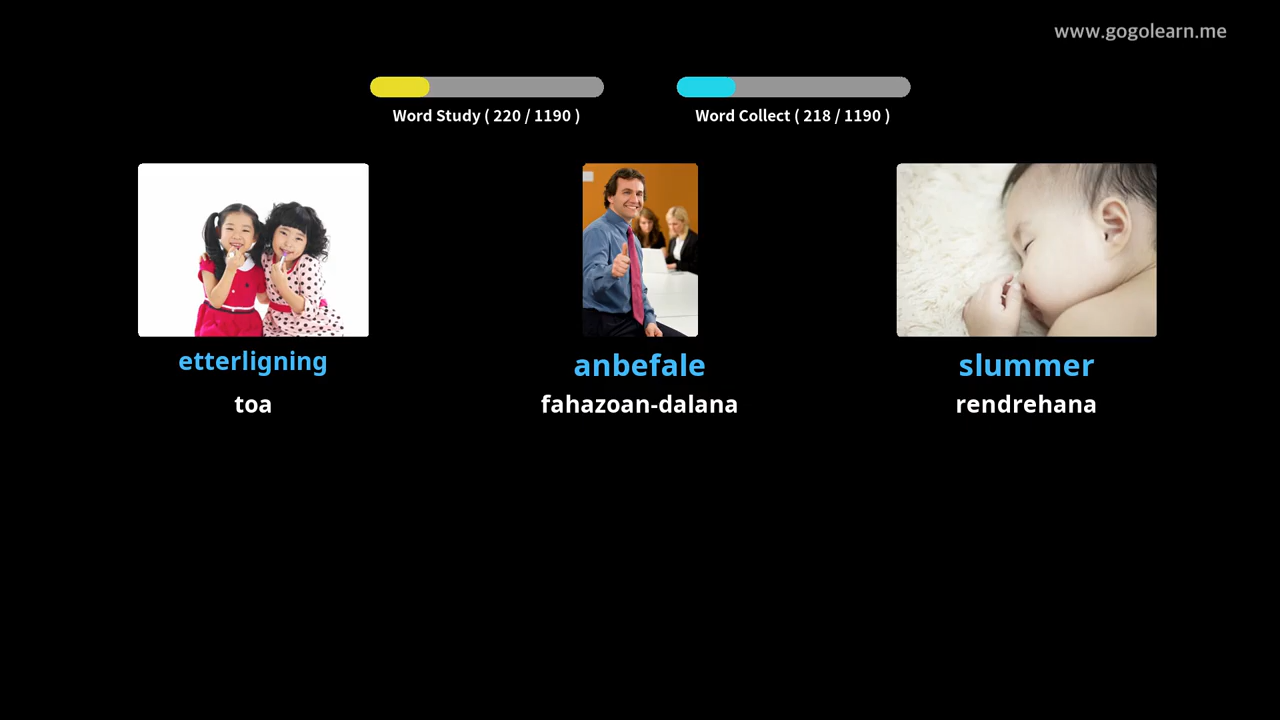 www.gogolearn.me
Word Study ( 220 / 1190 )
Word Collect ( 218 / 1190 )
etterligning
anbefale
slummer
toa
fahazoan-dalana
rendrehana